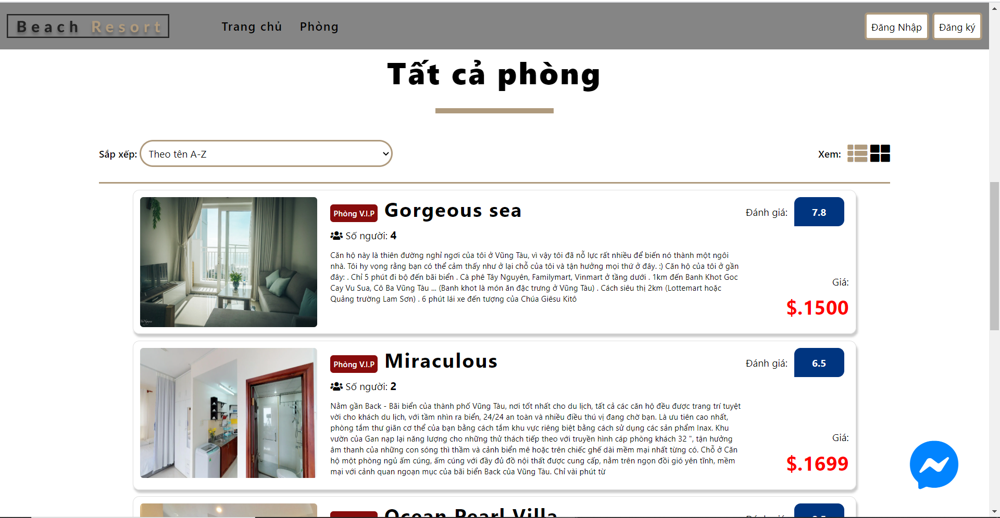 Beach Resort
Trang chủ
Phòng
Đăng Nhập
Đăng ký
Tất cả phòng
Sắp xếp: Theo tên A-Z
Xem:
Phòng V.I.P Gorgeous sea
Đánh giá: 7.8
Số người: 4
Căn hộ này là thiên đường nghỉ ngơi của tôi ở Vũng Tàu, vì vậy tôi đã nỗ lực rất nhiều để biến nó thành một ngôi
nhà. Tôi hy vọng rằng bạn có thể cảm thấy như ở lại chỗ của tôi và tận hưởng mọi thứ ở đây. :) Căn hộ của tôi ở gần
đây: . Chỉ 5 phút đi bộ đến bãi biển . Cà phê Tây Nguyên, Familymart, Vinmart ở tầng dưới . 1km đến Banh Khot Goc
Cay Vu Sua, Cô Ba Vũng Tàu ... (Banh khot là món ăn đặc trưng ở Vũng Tàu) . Cách siêu thị 2km (Lottemart hoặc
Quảng trường Lam Sơn) . 6 phút lái xe đến tượng của Chúa Giêsu Kitô
Giá:
$.1500
Phòng V.I.P Miraculous
Đánh giá: 6.5
Số người: 2
Nằm gần Back - Bãi biển của thành phố Vũng Tàu, nơi tốt nhất cho du lịch, tất cả các căn hộ đều được trang trí tuyệt
vời cho khách du lịch, với tầm nhìn ra biển, 24/24 an toàn và nhiều điều thú vị đang chờ bạn. Là ưu tiên cao nhất,
phòng tắm thư giãn cơ thể của bạn bằng cách tắm khu vực riêng biệt bằng cách sử dụng các sản phẩm Inax. Khu
vườn của Gan nạp lại năng lượng cho những thử thách tiếp theo với truyền hình cáp phòng khách 32 ", tận hưởng
âm thanh của những con sóng thì thầm và cảnh biển mê hoặc trên chiếc ghế dài mềm mại nhất từng có. Chỗ ở Căn
hộ một phòng ngủ ấm cúng, ấm cúng với đầy đủ đồ nội thất được cung cấp, nằm trên ngọn đồi gió yên tĩnh, mềm
mại với cảnh quan ngoạn mục của bãi biển Back của Vũng Tàu. Chỉ vài phút từ
Giá:
$.1699
Ocean Pearl Villa